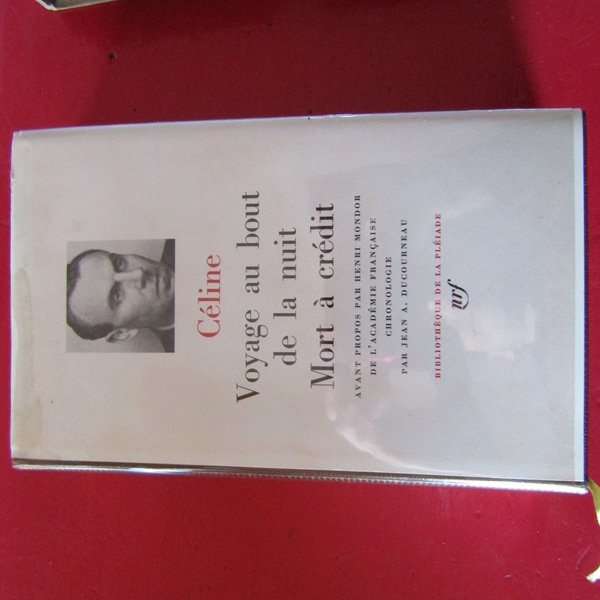 Céline
Voyage au bout
de la nuit
Mort à crédit
AVANT PROPOS PAR HENRI MONDOR
DE L'ACADÉMIE FRANÇAISE
CHRONOLOGIE
PAR JEAN A. DUCOURNEAU
BIBLIOTHÈQUE DE LA PLÉIADE
nrf